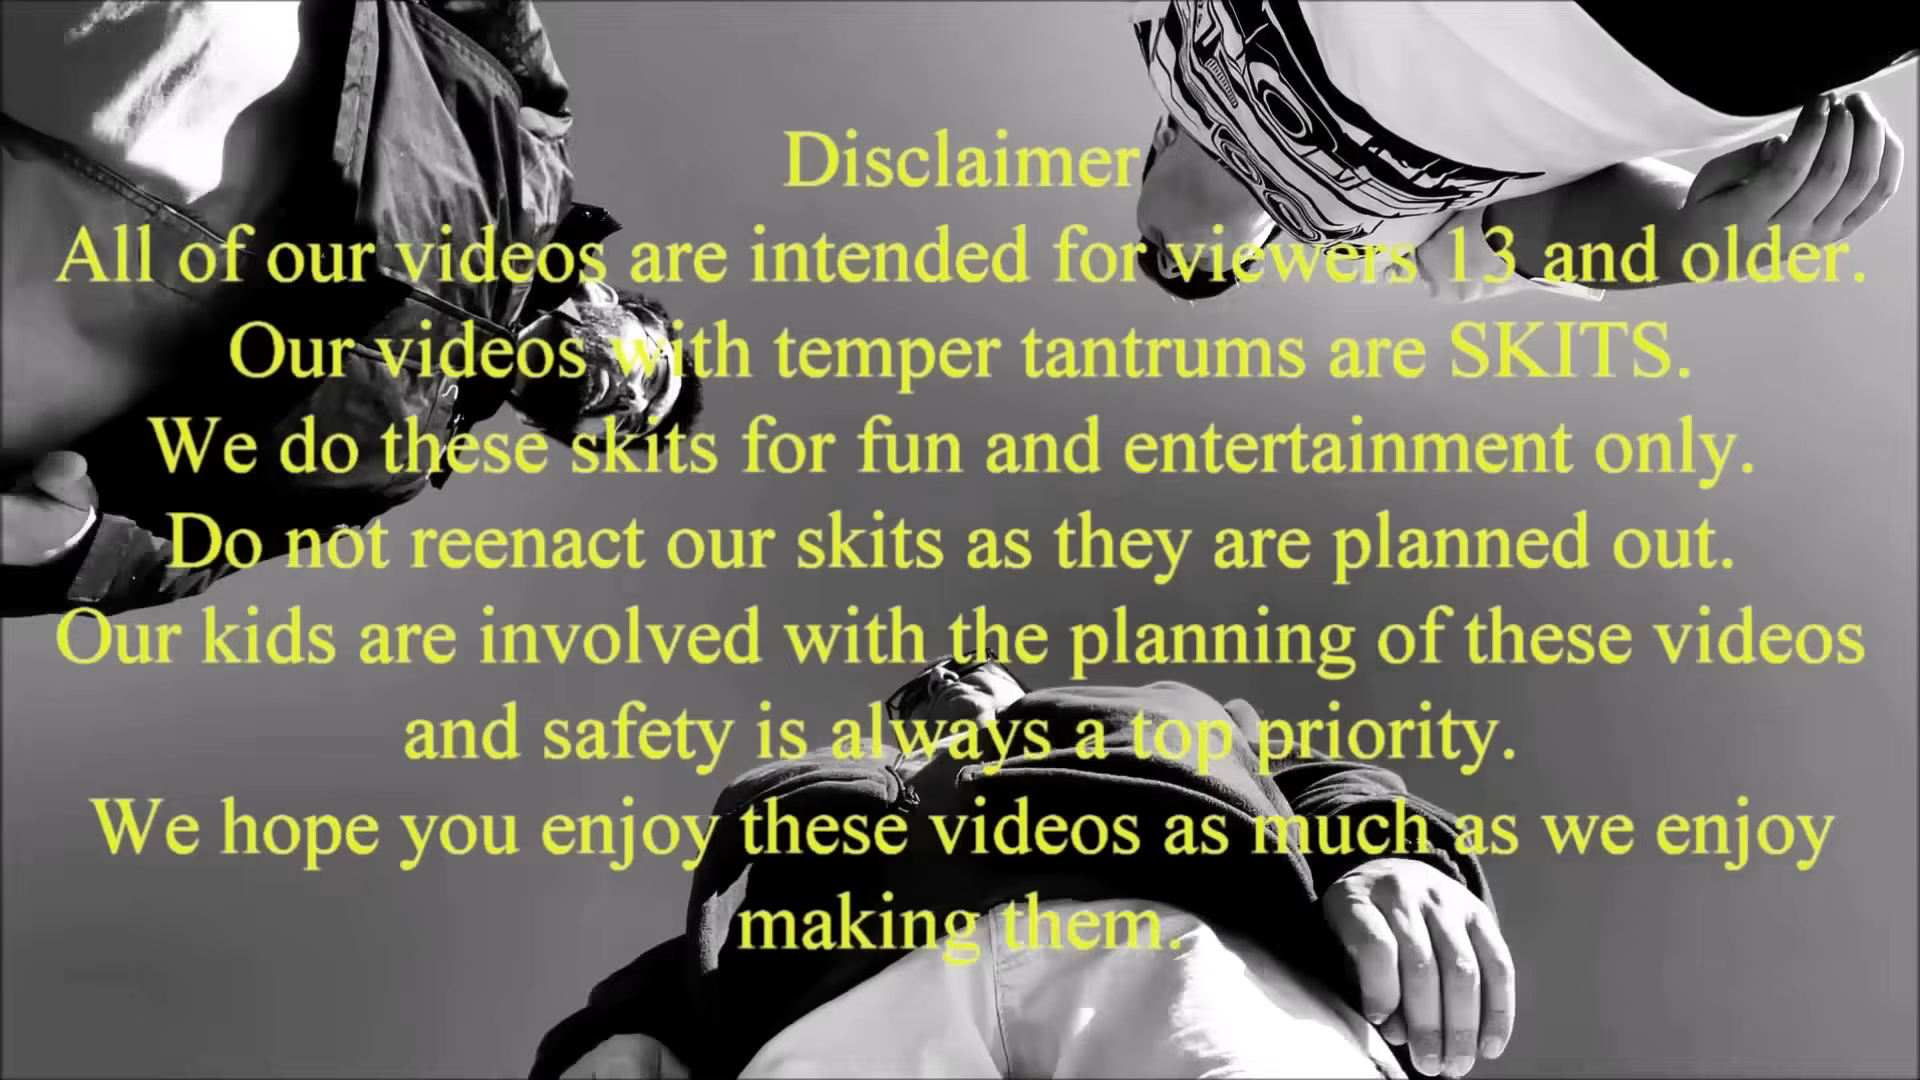 Disclaimer
All of our videos are intended for viewers 13 and older.
Our videos with temper tantrums are SKITS.
We do these skits for fun and entertainment only.
Do not reenact our skits as they are planned out.
Our kids are involved with the planning of these videos
and safety is always a top priority.
We hope you enjoy these videos as much as we enjoy
making them.